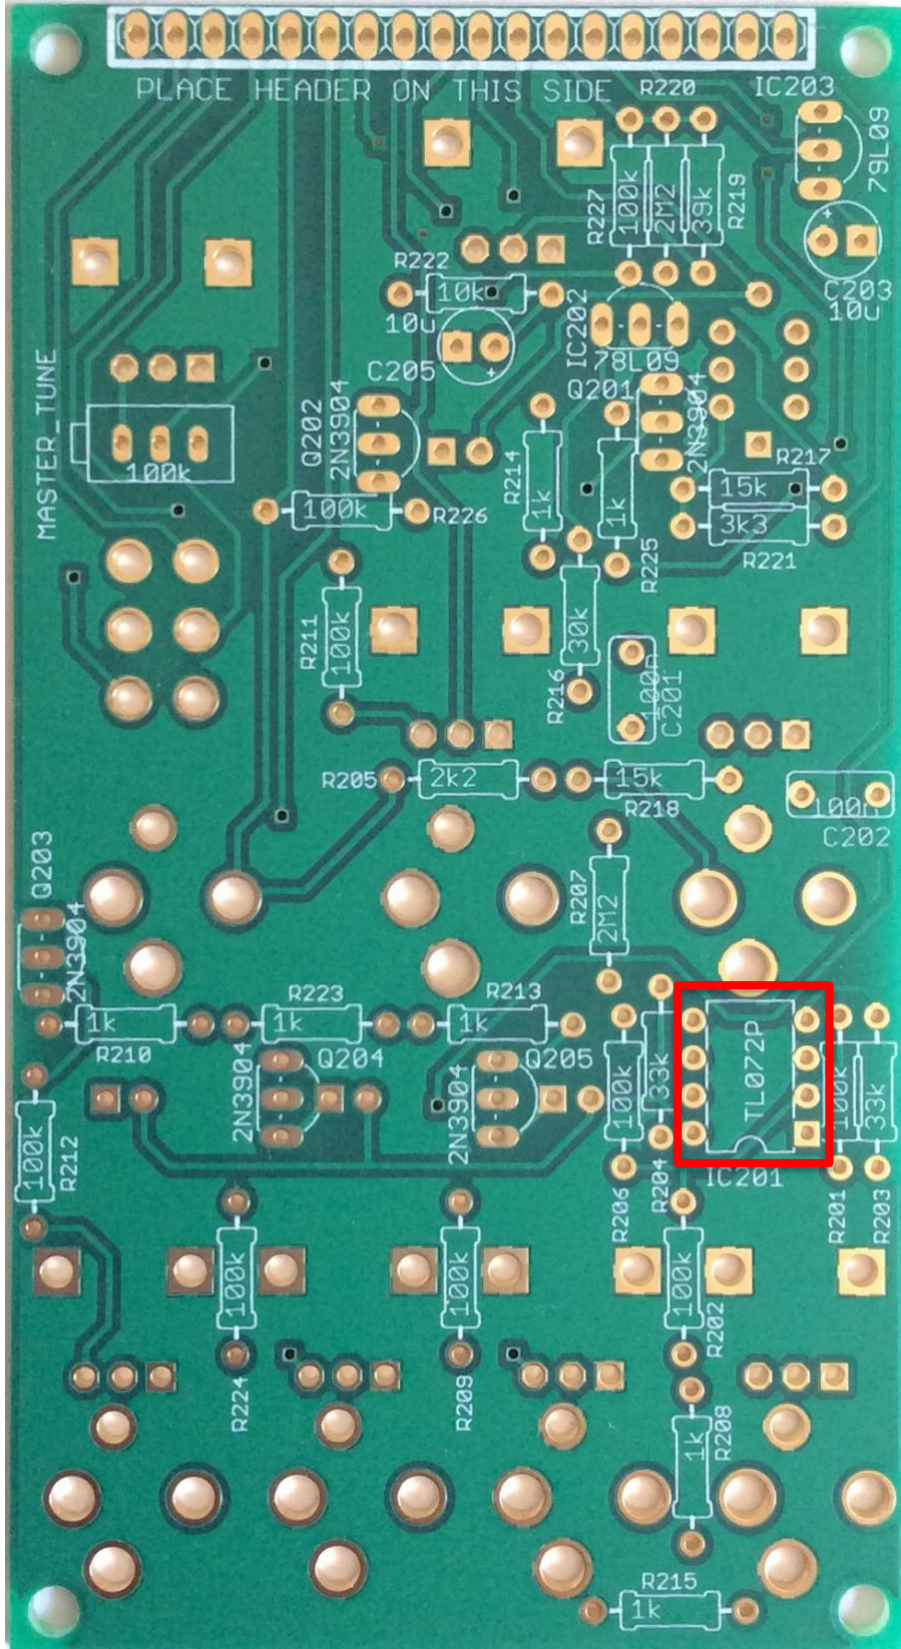 PLACE HEADER ON THIS SIDE
R220
IC203
79L09
R227
100k
2M2
39k
R219
R222
10k
10u
C205
IC202
78L09
C203
10u
MASTER_TUNE
100k
Q202
2N3904
Q201
2N3904
R214
1k
1k
R225
R217
15k
3k3
R221
100k
R226
R211
100k
30k
R216
100n
C201
R205
2k2
15k
R218
100n
C202
Q203
2N3904
R207
2M2
1k
R210
R223
1k
R213
1k
Q204
2N3904
Q205
2N3904
100k
R206
33k
R204
TL072P
IC201
100k
R201
33k
R203
100k
R212
100k
R224
100k
R209
100k
R202
1k
R208
R215
1k